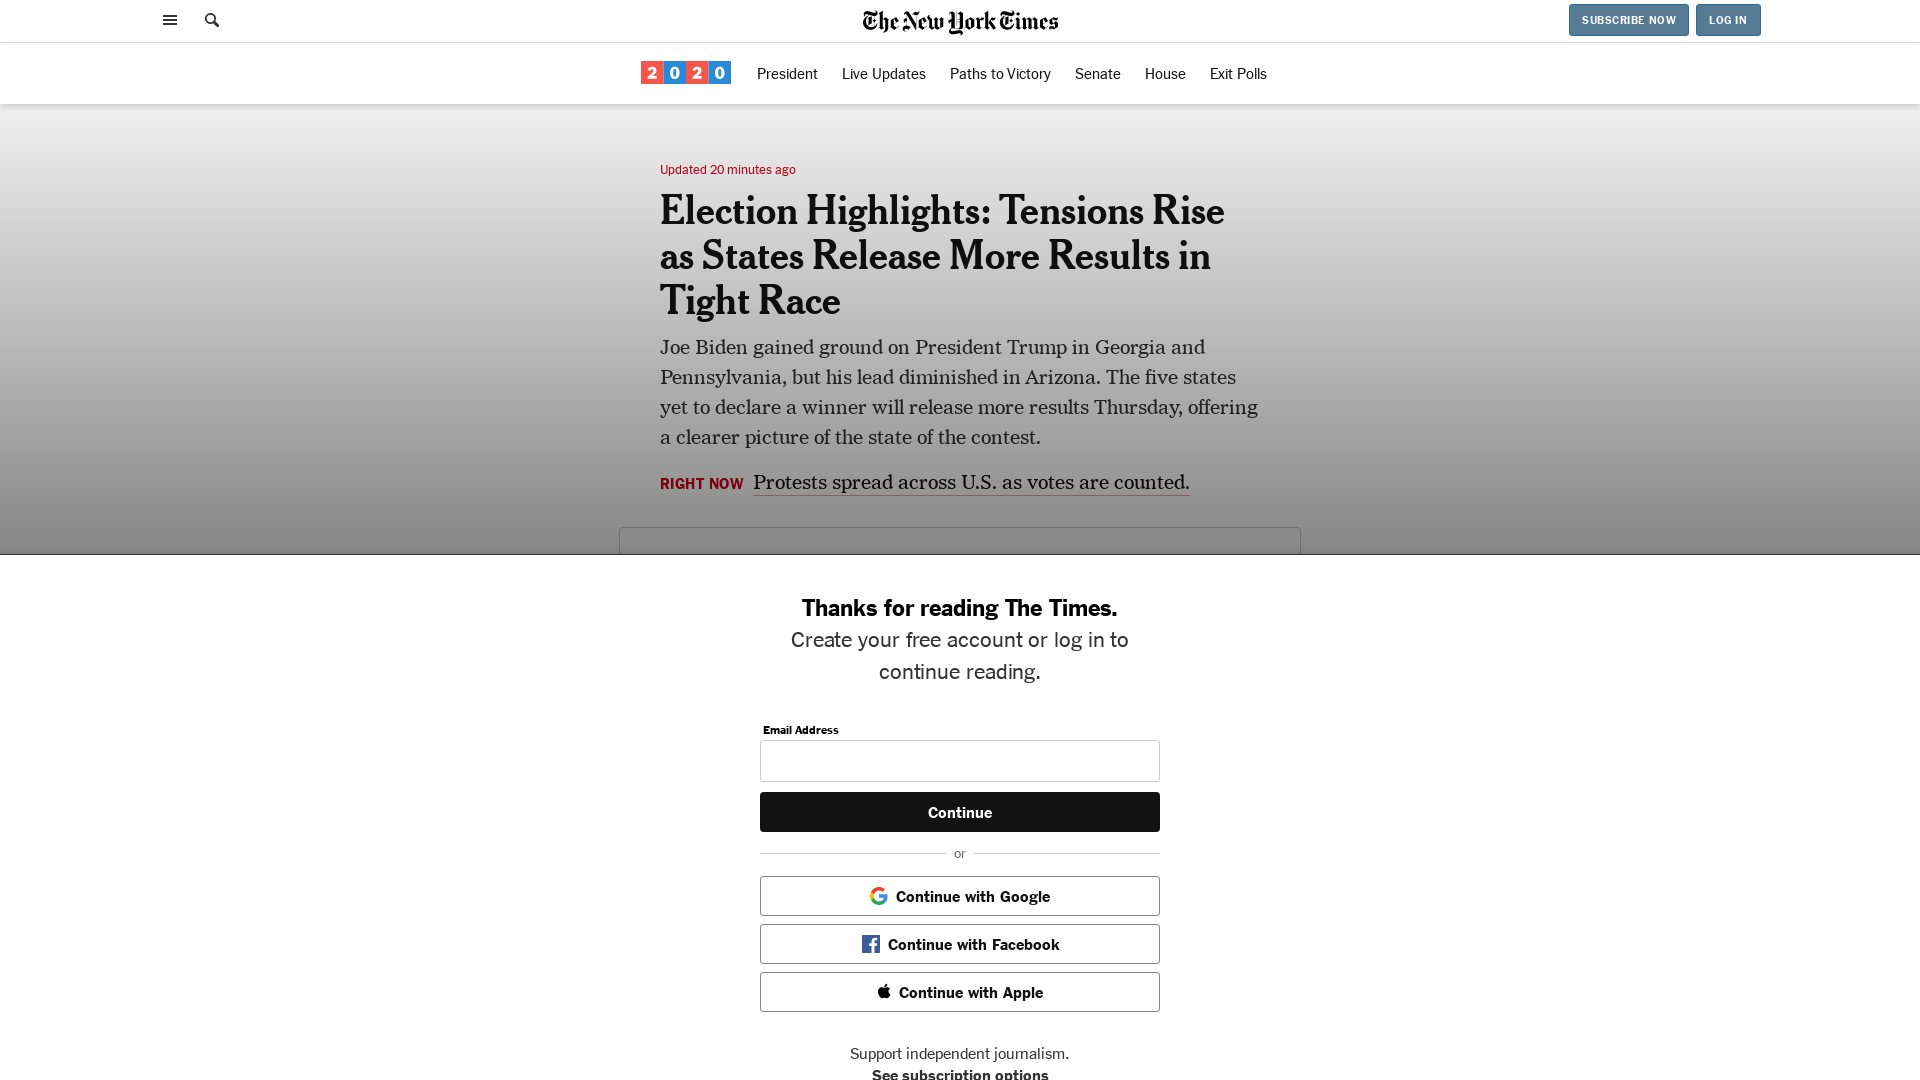 The New York Times
SUBSCRIBE NOW
LOG IN
2020
President
Live Updates
Paths to Victory
Senate
House
Exit Polls
Updated 20 minutes ago
Election Highlights: Tensions Rise
as States Release More Results in
Tight Race
Joe Biden gained ground on President Trump in Georgia and
Pennsylvania, but his lead diminished in Arizona. The five states
yet to declare a winner will release more results Thursday, offering
a clearer picture of the state of the contest.
RIGHT NOW Protests spread across U.S. as votes are counted.
Thanks for reading The Times.
Create your free account or log in to
continue reading.
Email Address
Continue
or
Continue with Google
Continue with Facebook
Continue with Apple
Support independent journalism.
See subscription options